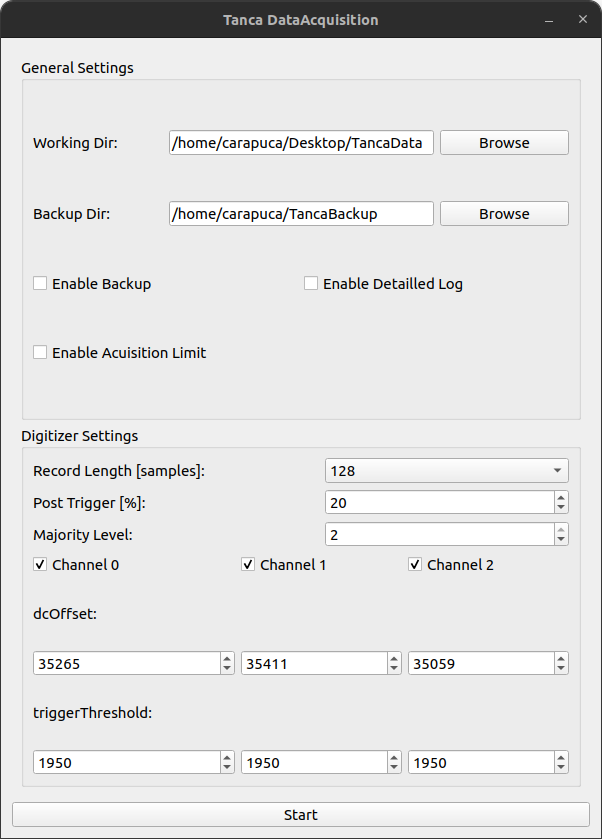 Tanca DataAcquisition
General Settings
Working Dir: /home/carapuca/Desktop/TancaData Browse
Backup Dir: /home/carapuca/TancaBackup Browse
Enable Backup Enable Detailled Log
Enable Acuisition Limit
Digitizer Settings
Record Length [samples]: 128
Post Trigger [%]: 20
Majority Level: 2
Channel 0 Channel 1 Channel 2
dcOffset:
35265 35411 35059
triggerThreshold:
1950 1950 1950
Start